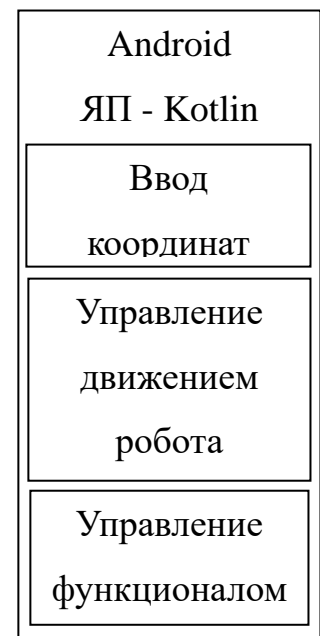 Android
ЯП - Kotlin
Ввод
координат
Управление
движением
робота
Управление
функционалом